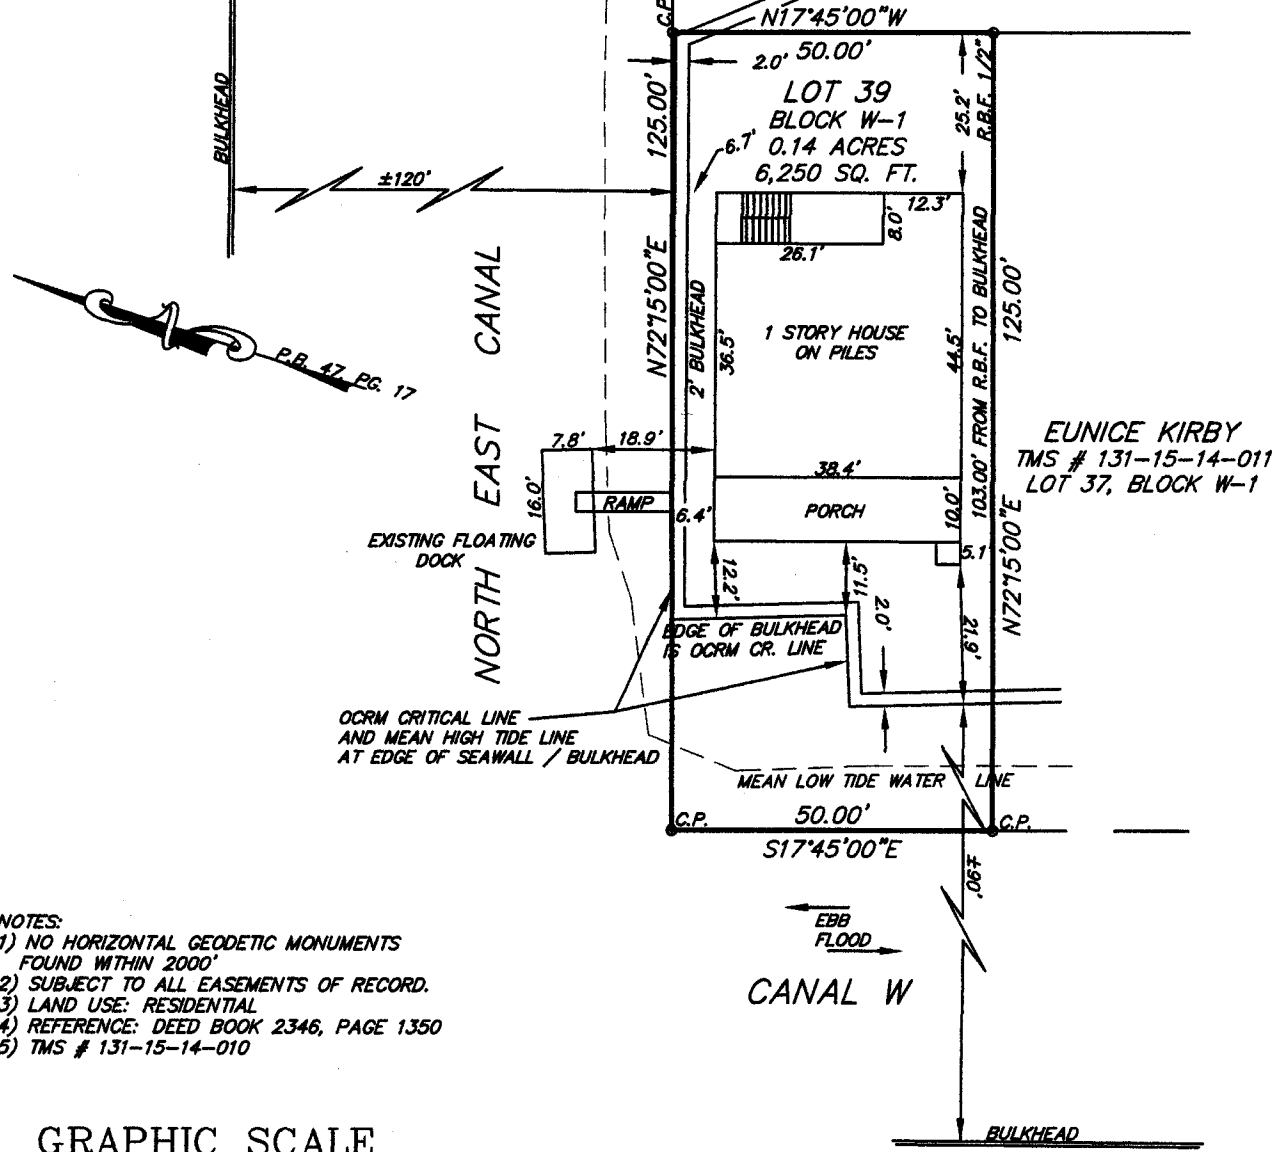 C.P.
N17°45'00"W
50.00'
2.0'
LOT 39
BLOCK W-1
0.14 ACRES
6,250 SQ. FT.
6.7'
25.2'
R.B.F. 1/2"
125.00'
BULKHEAD
±120'
12.3'
8.0'
26.1'
N72°15'00"E
2' BULKHEAD
36.5'
1 STORY HOUSE
ON PILES
44.5'
103.00' FROM R.B.F. TO BULKHEAD
125.00'
P.B. 47, PG. 17
NORTH EAST CANAL
EUNICE KIRBY
TMS # 131-15-14-011
LOT 37, BLOCK W-1
7.8'
18.9'
38.4'
16.0'
RAMP
6.4'
PORCH
10.0'
N72°15'00"E
EXISTING FLOATING
DOCK
5.1'
12.2'
11.5'
2.0'
21.9'
EDGE OF BULKHEAD
IS OCRM CR. LINE
OCRM CRITICAL LINE
AND MEAN HIGH TIDE LINE
AT EDGE OF SEAWALL / BULKHEAD
MEAN LOW TIDE WATER LINE
C.P.
50.00'
C.P.
S17°45'00"E
±90'
EBB
FLOOD
CANAL W
NOTES:
1) NO HORIZONTAL GEODETIC MONUMENTS
FOUND WITHIN 2000'
2) SUBJECT TO ALL EASEMENTS OF RECORD.
3) LAND USE: RESIDENTIAL
4) REFERENCE: DEED BOOK 2346, PAGE 1350
5) TMS # 131-15-14-010
BULKHEAD
GRAPHIC SCALE